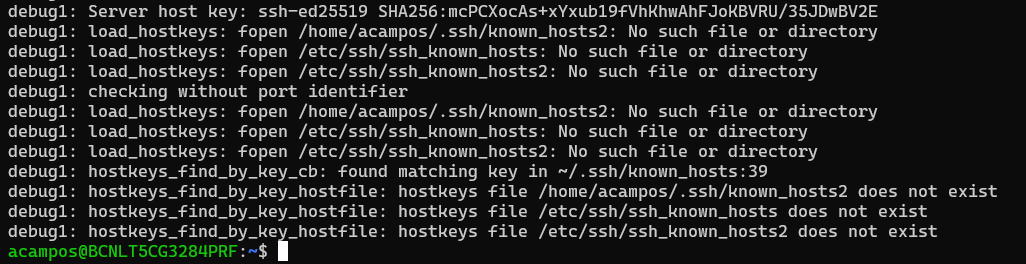 debug1: Server host key: ssh-ed25519 SHA256:mcPCXocAs+xYxub19fVhKhwAhFJoKBVRU/35JDwBV2E
debug1: load_hostkeys: fopen /home/acampos/.ssh/known_hosts2: No such file or directory
debug1: load_hostkeys: fopen /etc/ssh/ssh_known_hosts: No such file or directory
debug1: load_hostkeys: fopen /etc/ssh/ssh_known_hosts2: No such file or directory
debug1: checking without port identifier
debug1: load_hostkeys: fopen /home/acampos/.ssh/known_hosts2: No such file or directory
debug1: load_hostkeys: fopen /etc/ssh/ssh_known_hosts: No such file or directory
debug1: load_hostkeys: fopen /etc/ssh/ssh_known_hosts2: No such file or directory
debug1: hostkeys_find_by_key_cb: found matching key in ~/.ssh/known_hosts:39
debug1: hostkeys_find_by_key_hostfile: hostkeys file /home/acampos/.ssh/known_hosts2 does not exist
debug1: hostkeys_find_by_key_hostfile: hostkeys file /etc/ssh/ssh_known_hosts does not exist
debug1: hostkeys_find_by_key_hostfile: hostkeys file /etc/ssh/ssh_known_hosts2 does not exist
acampos@BCNLT5CG3284PRF:~$